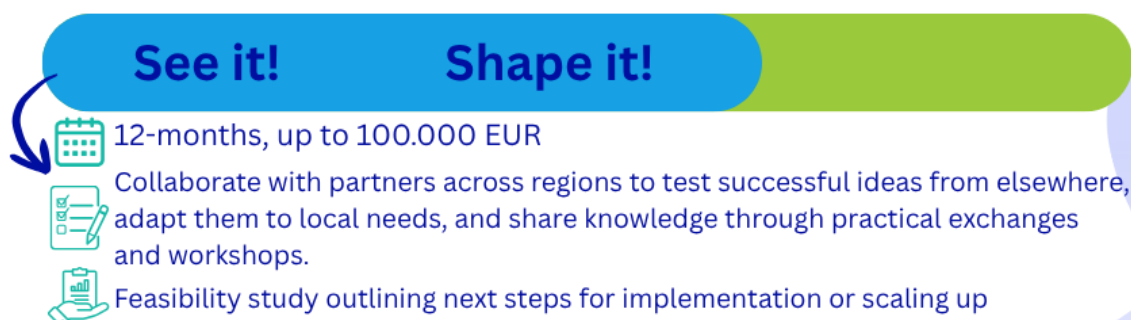 See it! Shape it!
12-months, up to 100.000 EUR
Collaborate with partners across regions to test successful ideas from elsewhere,
adapt them to local needs, and share knowledge through practical exchanges
and workshops.
Feasibility study outlining next steps for implementation or scaling up